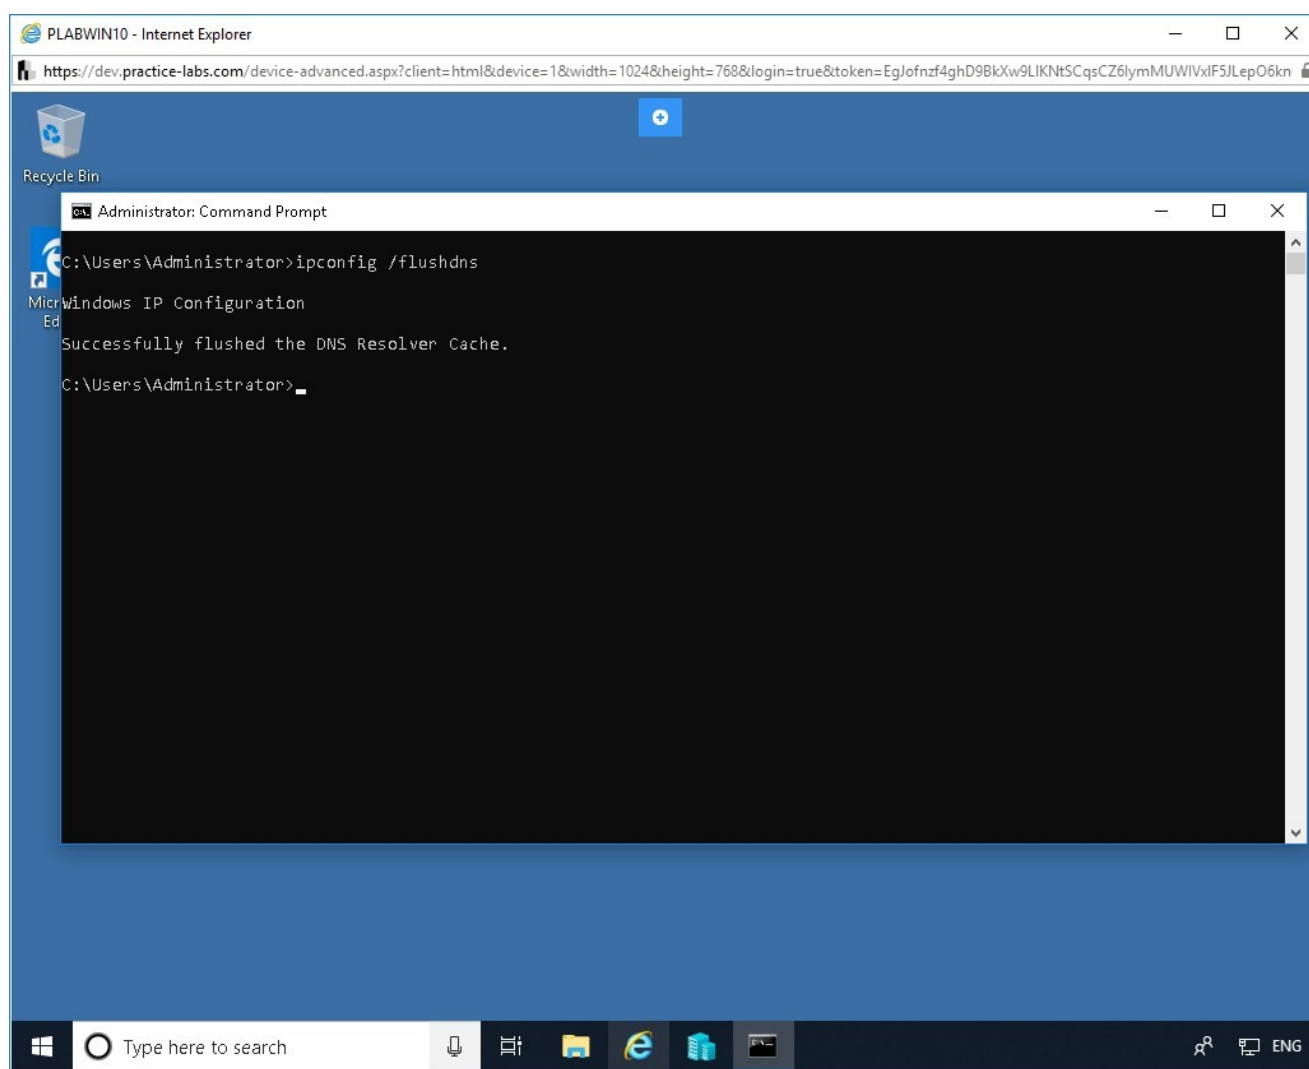 PLABWIN10 - Internet Explorer
https://dev.practice-labs.com/device-advanced.aspx?client=html&device=1&width=1024&height=768&login=true&token=EgJofnzf4ghD9BkXw9LIKNtSCqsCZ6lymMUWIVxIF5JLepO6kn
Recycle Bin
Administrator: Command Prompt
C:\Users\Administrator>ipconfig /flushdns
Micr
Windows IP Configuration
Ed
Successfully flushed the DNS Resolver Cache.
C:\Users\Administrator>
Type here to search
ENG